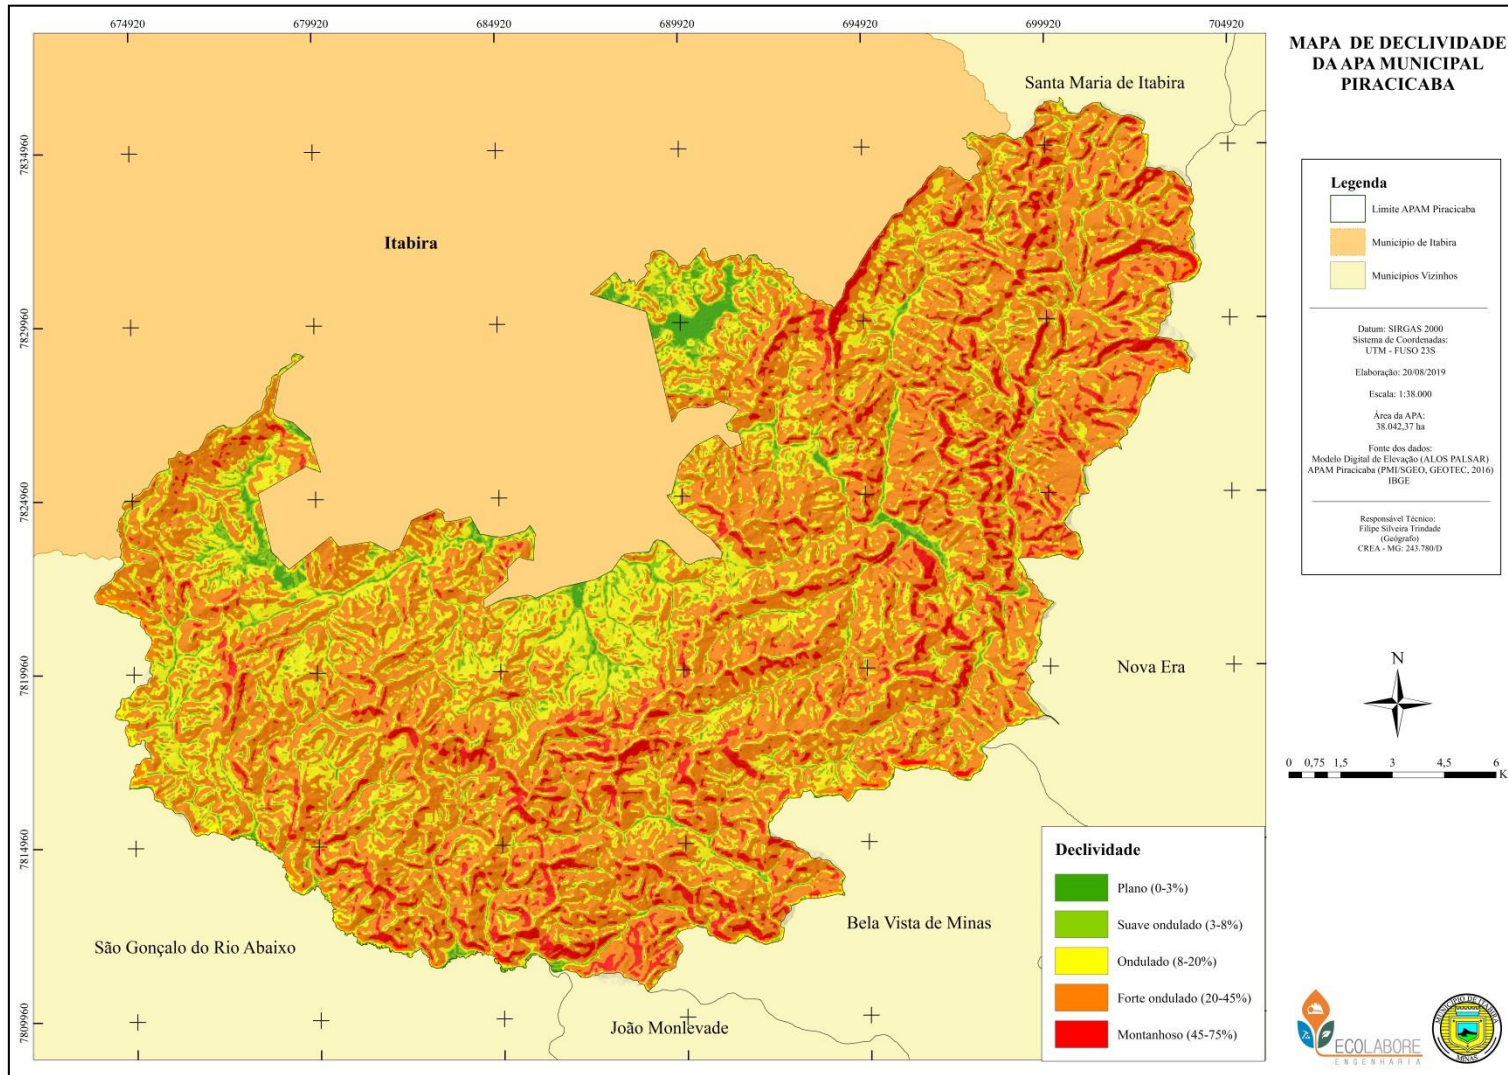 674920 679920 684920 689920 694920 699920 704920
7834960
7829960
7824960
7819960
7814960
7809960
Santa Maria de Itabira
Itabira
Nova Era
Bela Vista de Minas
São Gonçalo do Rio Abaixo
João Monlevade
Declividade
Plano (0-3%)
Suave ondulado (3-8%)
Ondulado (8-20%)
Forte ondulado (20-45%)
Montanhoso (45-75%)
MAPA DE DECLIVIDADE
DA APA MUNICIPAL
PIRACICABA
Legenda
Limite APAM Piracicaba
Município de Itabira
Municípios Vizinhos
Datum: SIRGAS 2000
Sistema de Coordenadas:
UTM - FUSO 23S
Elaboração: 20/08/2019
Escala: 1:38.000
Área da APA:
38.042,37 ha
Fonte dos dados:
Modelo Digital de Elevação (ALOS PALSAR)
APAM Piracicaba (PMI/SGEO, GEOTEC, 2016)
IBGE
Responsável Técnico:
Filipe Silveira Trindade
(Geógrafo)
CREA - MG: 243.780/D
N
0 0,75 1,5 3 4,5 6
K
ECOLABORE
ENGENHARIA
MUNICÍPIO DE ITABIRA
MINAS